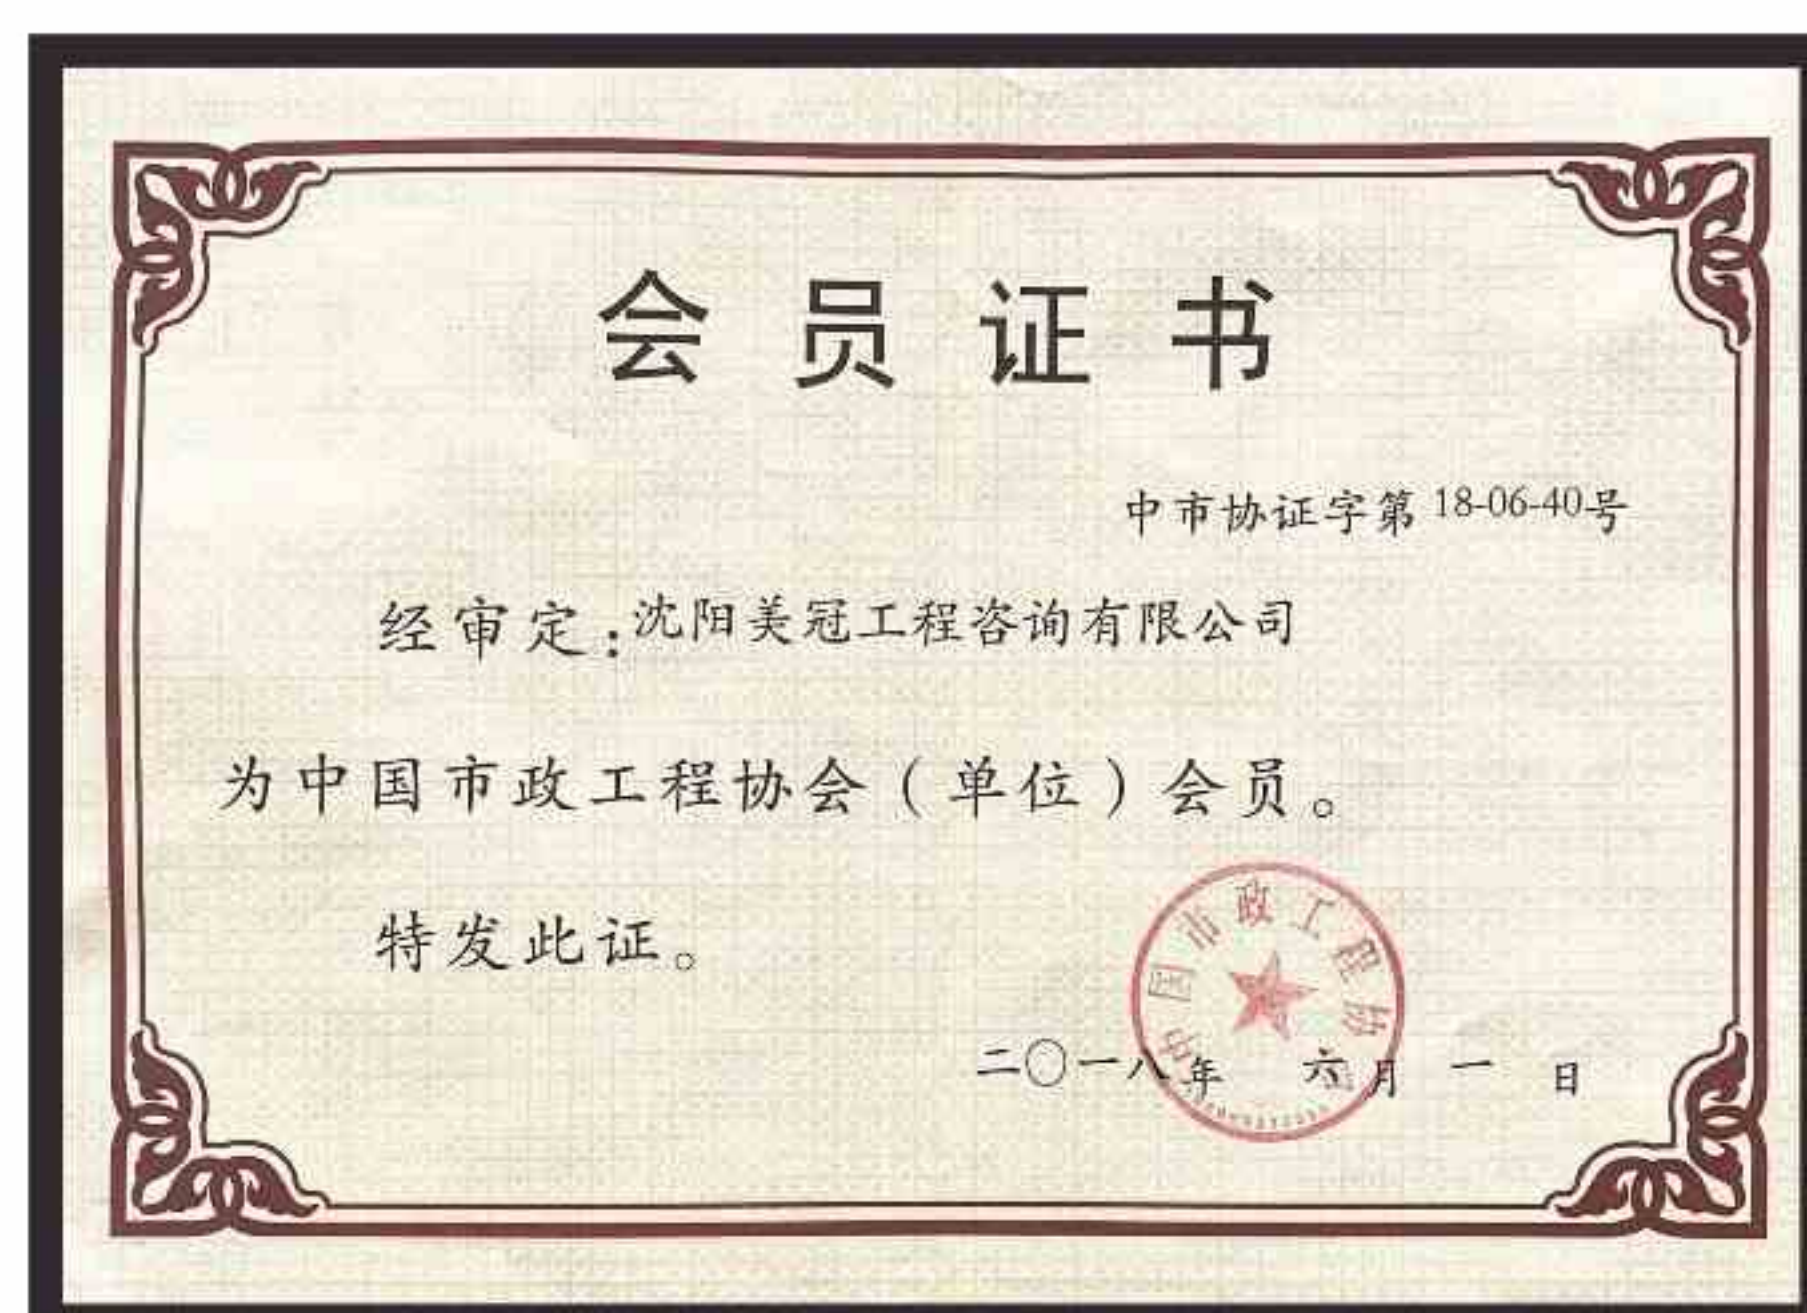 会员证书
中市协证字第 18-06-40号
经审定：沈阳美冠工程咨询有限公司
为中国市政工程协会（单位）会员。
特发此证。
中国市政工程协会
二〇一八年 六月 一 日